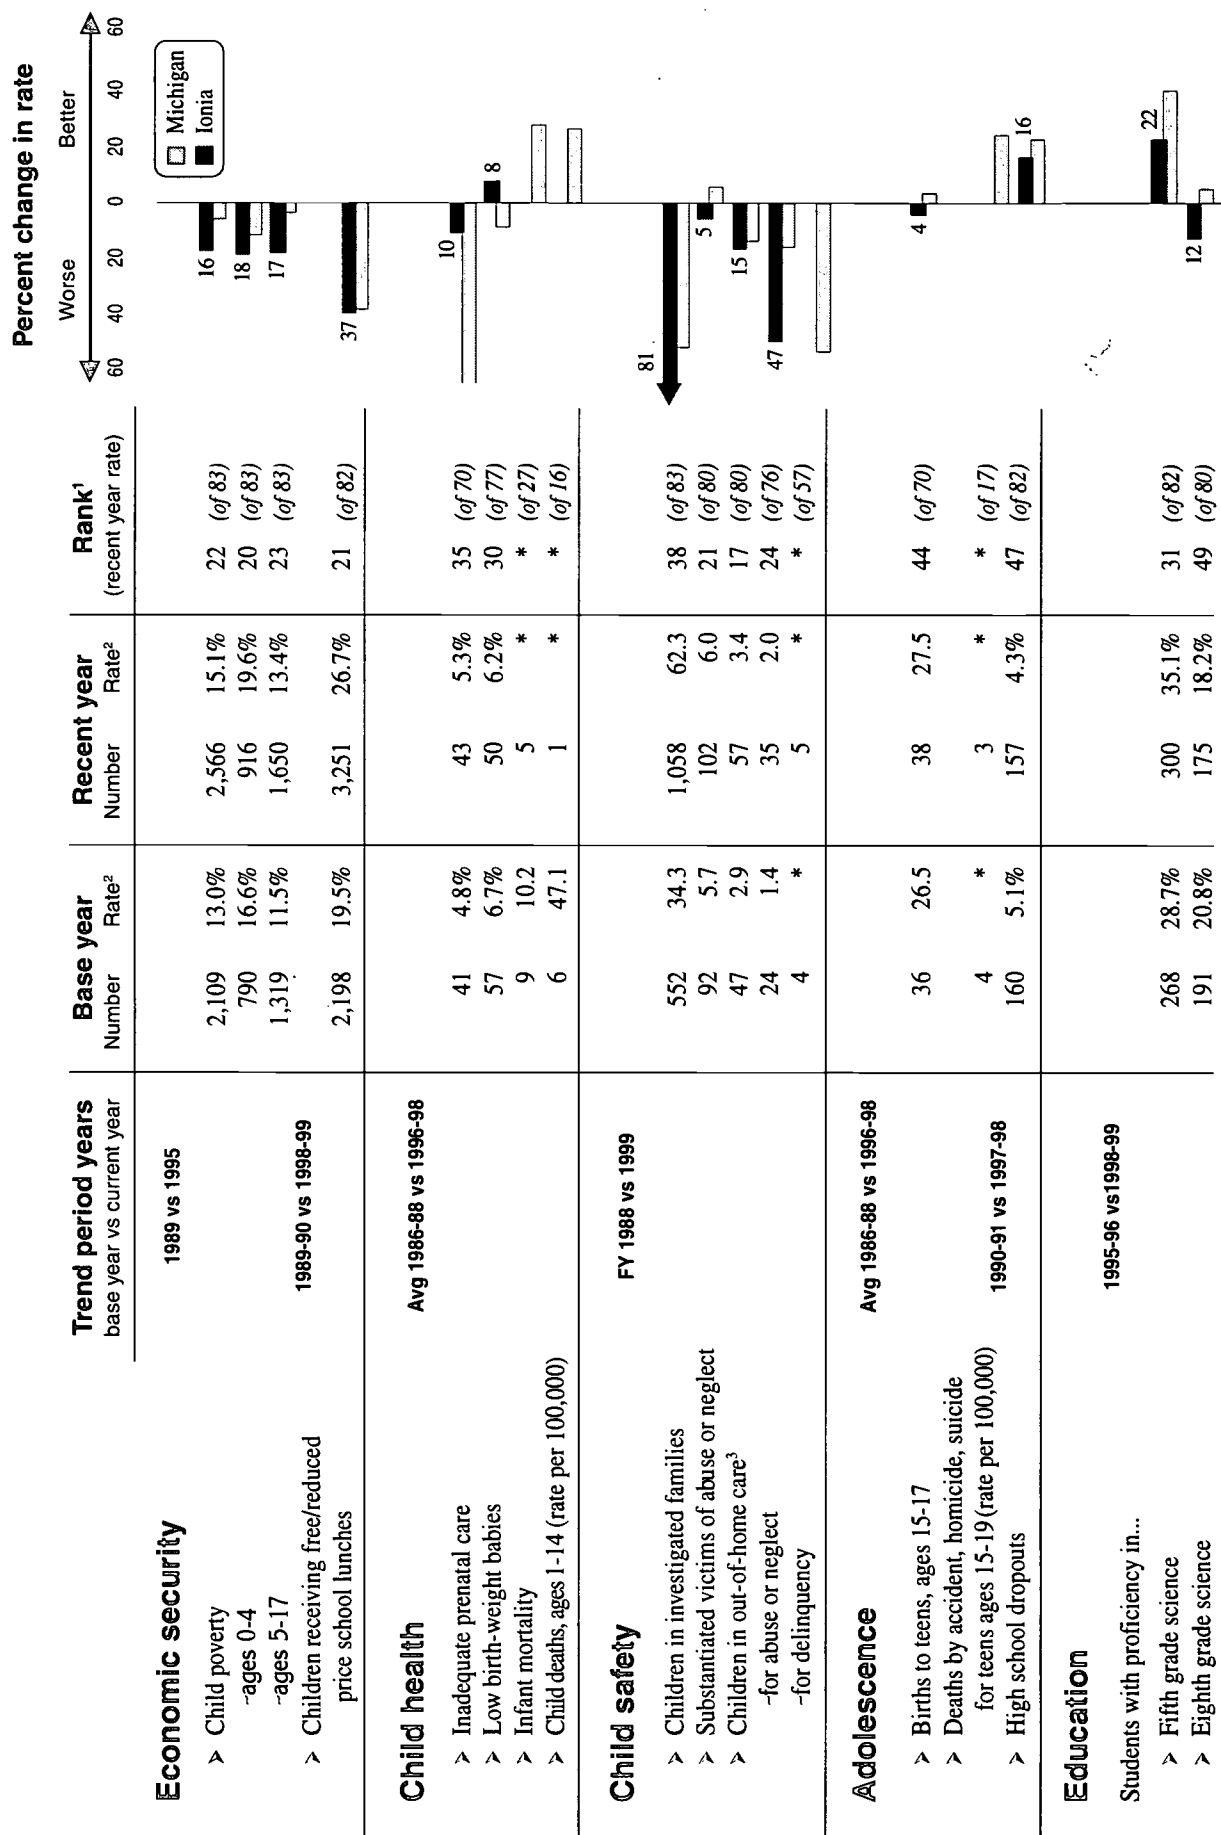 Trend period years Base year Recent year Rank¹ Percent change in rate
base year vs current year Number Rate² Number Rate² (recent year rate) Worse Better
60 40 20 0 20 40 60
Michigan
Ionia
Economic security
1989 vs 1995
➤ Child poverty 2,109 13.0% 2,566 15.1% 22 (of 83) 16
-ages 0-4 790 16.6% 916 19.6% 20 (of 83) 18
-ages 5-17 1,319 11.5% 1,650 13.4% 23 (of 83) 17
➤ Children receiving free/reduced 1989-90 vs 1998-99
price school lunches 2,198 19.5% 3,251 26.7% 21 (of 82) 37
Child health
Avg 1986-88 vs 1996-98
➤ Inadequate prenatal care 41 4.8% 43 5.3% 35 (of 70) 10
➤ Low birth-weight babies 57 6.7% 50 6.2% 30 (of 77) 8
➤ Infant mortality 9 10.2 5 * * (of 27)
➤ Child deaths, ages 1-14 (rate per 100,000) 6 47.1 1 * * (of 16)
Child safety
FY 1988 vs 1999
➤ Children in investigated families 552 34.3 1,058 62.3 38 (of 83) 81
➤ Substantiated victims of abuse or neglect 92 5.7 102 6.0 21 (of 80) 5
➤ Children in out-of-home care³ 47 2.9 57 3.4 17 (of 80) 15
-for abuse or neglect 24 1.4 35 2.0 24 (of 76) 47
-for delinquency 4 * 5 * * (of 57)
Adolescence
Avg 1986-88 vs 1996-98
➤ Births to teens, ages 15-17 36 26.5 38 27.5 44 (of 70) 4
➤ Deaths by accident, homicide, suicide
for teens ages 15-19 (rate per 100,000) 4 * 3 * * (of 17)
➤ High school dropouts 1990-91 vs 1997-98 160 5.1% 157 4.3% 47 (of 82) 16
Education
1995-96 vs1998-99
Students with proficiency in...
➤ Fifth grade science 268 28.7% 300 35.1% 31 (of 82) 22
➤ Eighth grade science 191 20.8% 175 18.2% 49 (of 80) 12